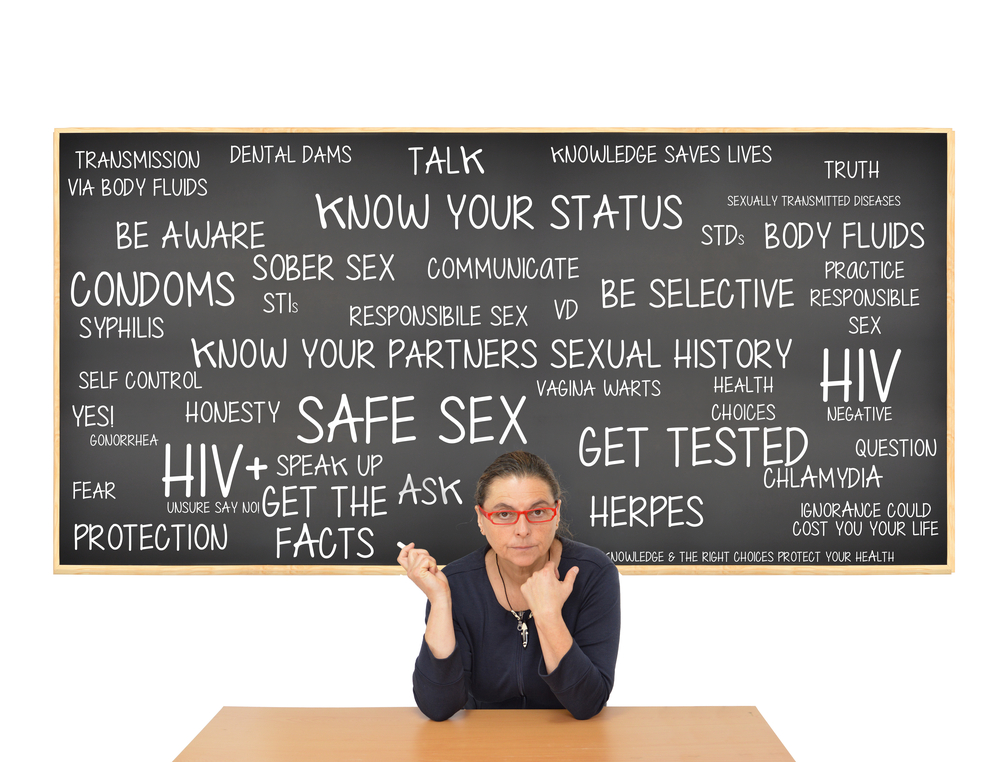 TRANSMISSION
VIA BODY FLUIDS
DENTAL DAMS
TALK
KNOWLEDGE SAVES LIVES
TRUTH
KNOW YOUR STATUS
SEXUALLY TRANSMITTED DISEASES
BE AWARE
STDs
BODY FLUIDS
SOBER SEX
COMMUNICATE
CONDOMS
STIs
BE SELECTIVE
PRACTICE
RESPONSIBLE
SEX
SYPHILIS
RESPONSIBILE SEX
VD
KNOW YOUR PARTNERS SEXUAL HISTORY
SELF CONTROL
VAGINA WARTS
HEALTH
CHOICES
HIV
NEGATIVE
YES!
HONESTY
SAFE SEX
GONORRHEA
GET TESTED
QUESTION
HIV+
SPEAK UP
CHLAMYDIA
FEAR
UNSURE SAY NO!
GET THE
FACTS
ASK
HERPES
IGNORANCE COULD
COST YOU YOUR LIFE
PROTECTION
KNOWLEDGE & THE RIGHT CHOICES PROTECT YOUR HEALTH